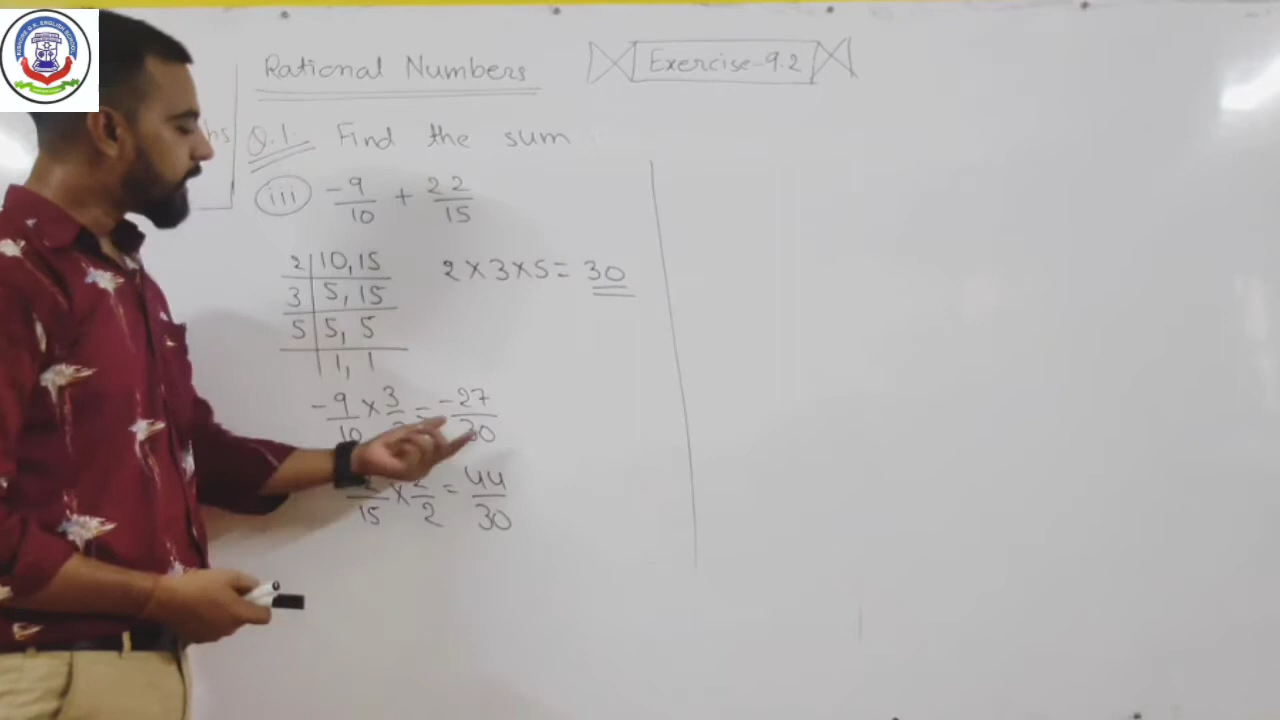 Rational Numbers
Exercise-9.2
Q.1. Find the sum
iii -9/10 + 22/15
2 | 10, 15
3 | 5, 15
5 | 5, 5
1, 1
2 × 3 × 5 = 30
-9/10 × 3/ = -27/30
/15 × 2/2 = 44/30